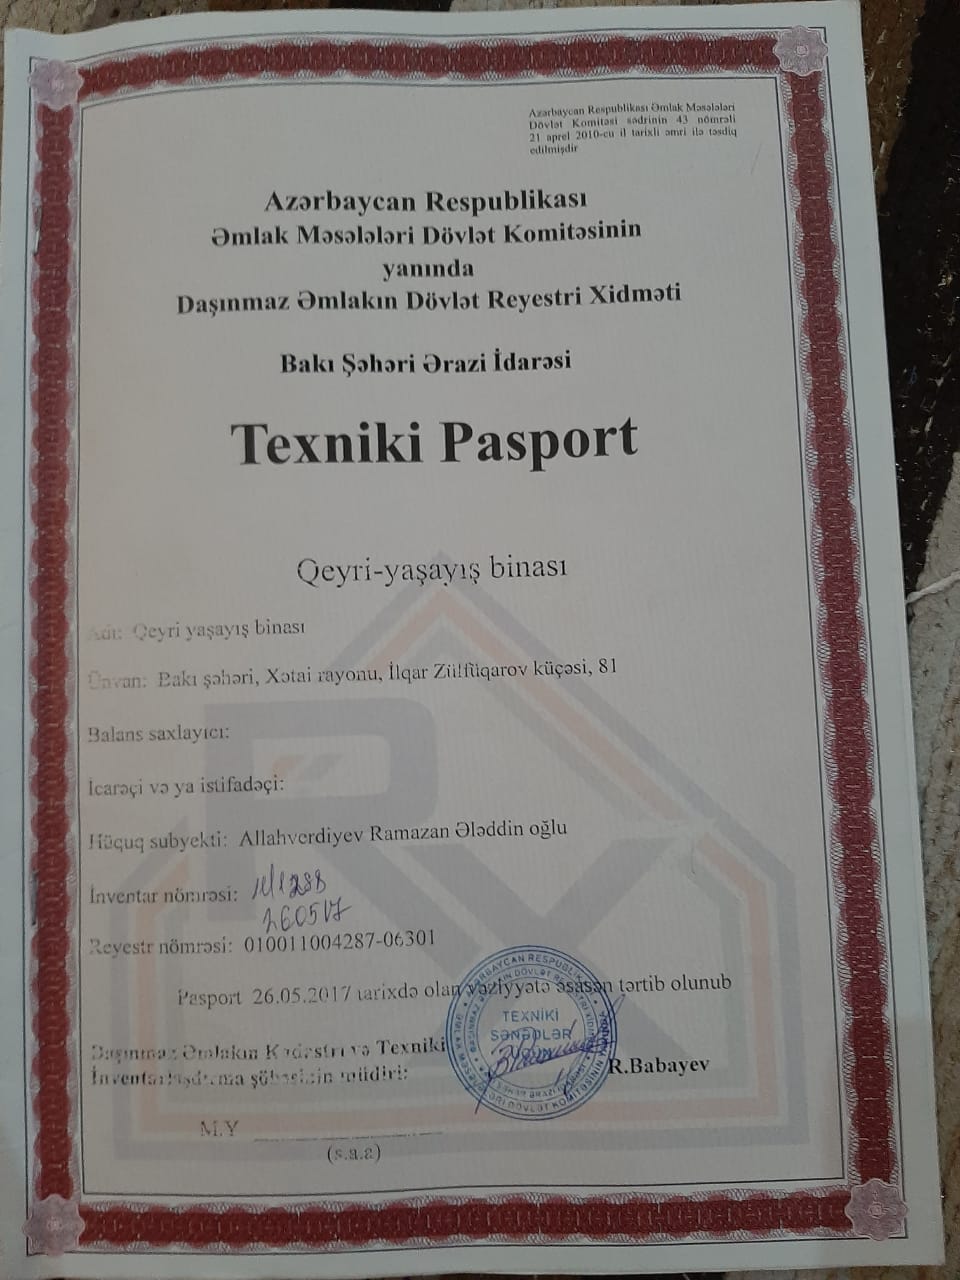 Azərbaycan Respublikası Əmlak Məsələləri
Dövlət Komitəsi sədrinin 43 nömrəli
21 aprel 2010-cu il tarixli əmri ilə təsdiq
edilmişdir
Azərbaycan Respublikası
Əmlak Məsələləri Dövlət Komitəsinin
yanında
Daşınmaz Əmlakın Dövlət Reyestri Xidməti
Bakı Şəhəri Ərazi İdarəsi
Texniki Pasport
Qeyri-yaşayış binası
Adı: Qeyri yaşayış binası
Ünvan: Bakı şəhəri, Xətai rayonu, İlqar Zülfüqarov küçəsi, 81
Balans saxlayıcı:
İcarəçi və ya istifadəçi:
Hüquq subyekti: Allahverdiyev Ramazan Ələddin oğlu
İnventar nömrəsi:
260517
Reyestr nömrəsi: 010011004287-06301
Pasport 26.05.2017 tarixdə olan vəziyyətə əsasən tərtib olunub
Daşınmaz Əmlakın Kadastrı və Texniki
İnventarlaşdırma şöbəsinin müdiri: R.Babayev
TEXNİKİ
SƏNƏDLƏR
M.Y
(s.a.a)